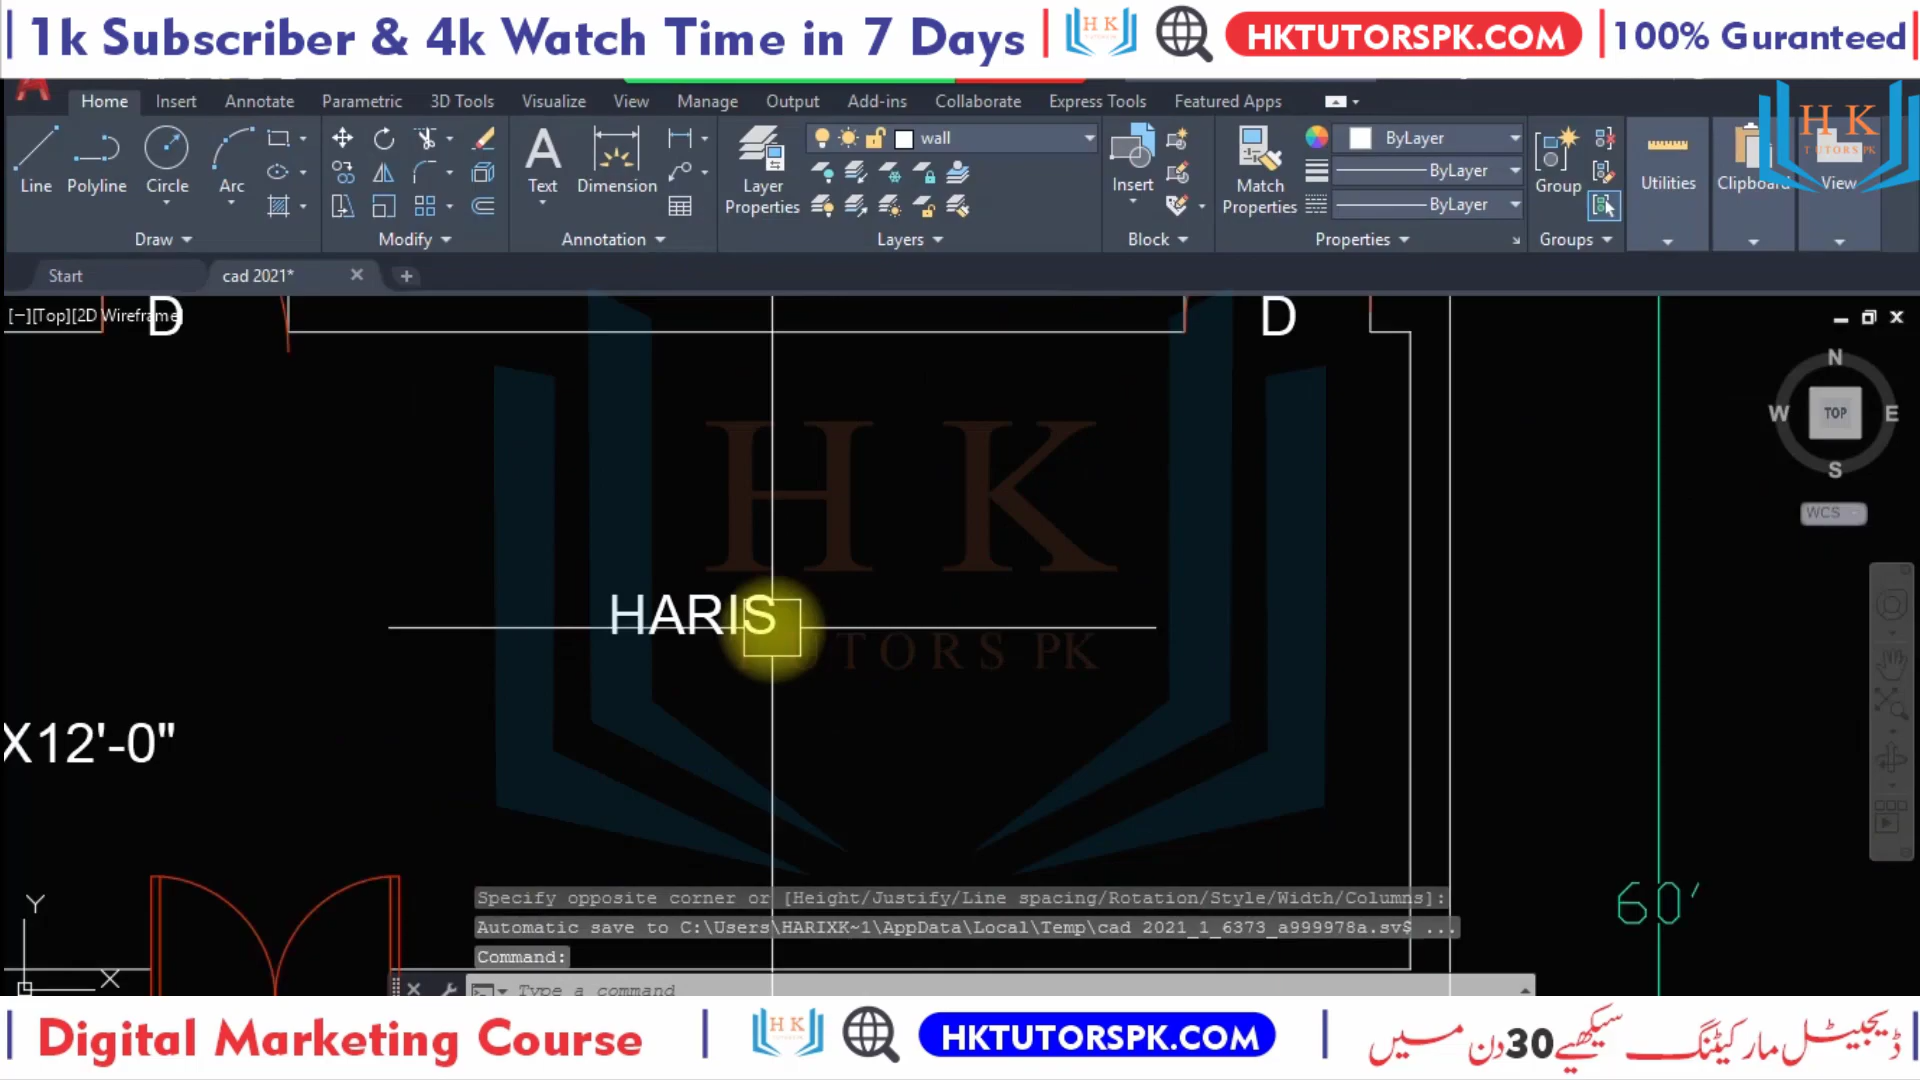 1k Subscriber & 4k Watch Time in 7 Days
H K
HKTUTORSPK.COM
100% Guranteed
Home Insert Annotate Parametric 3D Tools Visualize View Manage Output Add-ins Collaborate Express Tools Featured Apps
H K
TUTORS PK
wall
ByLayer
ByLayer
ByLayer
Line Polyline Circle Arc
Text Dimension
Layer Properties
Insert
Match Properties
Group
Utilities
Clipboard
View
Draw Modify Annotation Layers Block Properties Groups
Start
cad 2021*
[−][Top][2D Wireframe]
D
D
N
W
TOP
E
S
WCS
H K
HARIS
TUTORS PK
X12'-0"
60'
Y
X
Specify opposite corner or [Height/Justify/Line spacing/Rotation/Style/Width/Columns]:
Automatic save to C:\Users\HARIXK~1\AppData\Local\Temp\cad 2021_1_6373_a999978a.sv$ ...
Command:
Type a command
Digital Marketing Course
H K
HKTUTORSPK.COM
ڈیجیٹل مارکیٹنگ سیکھیے 30 دن میں